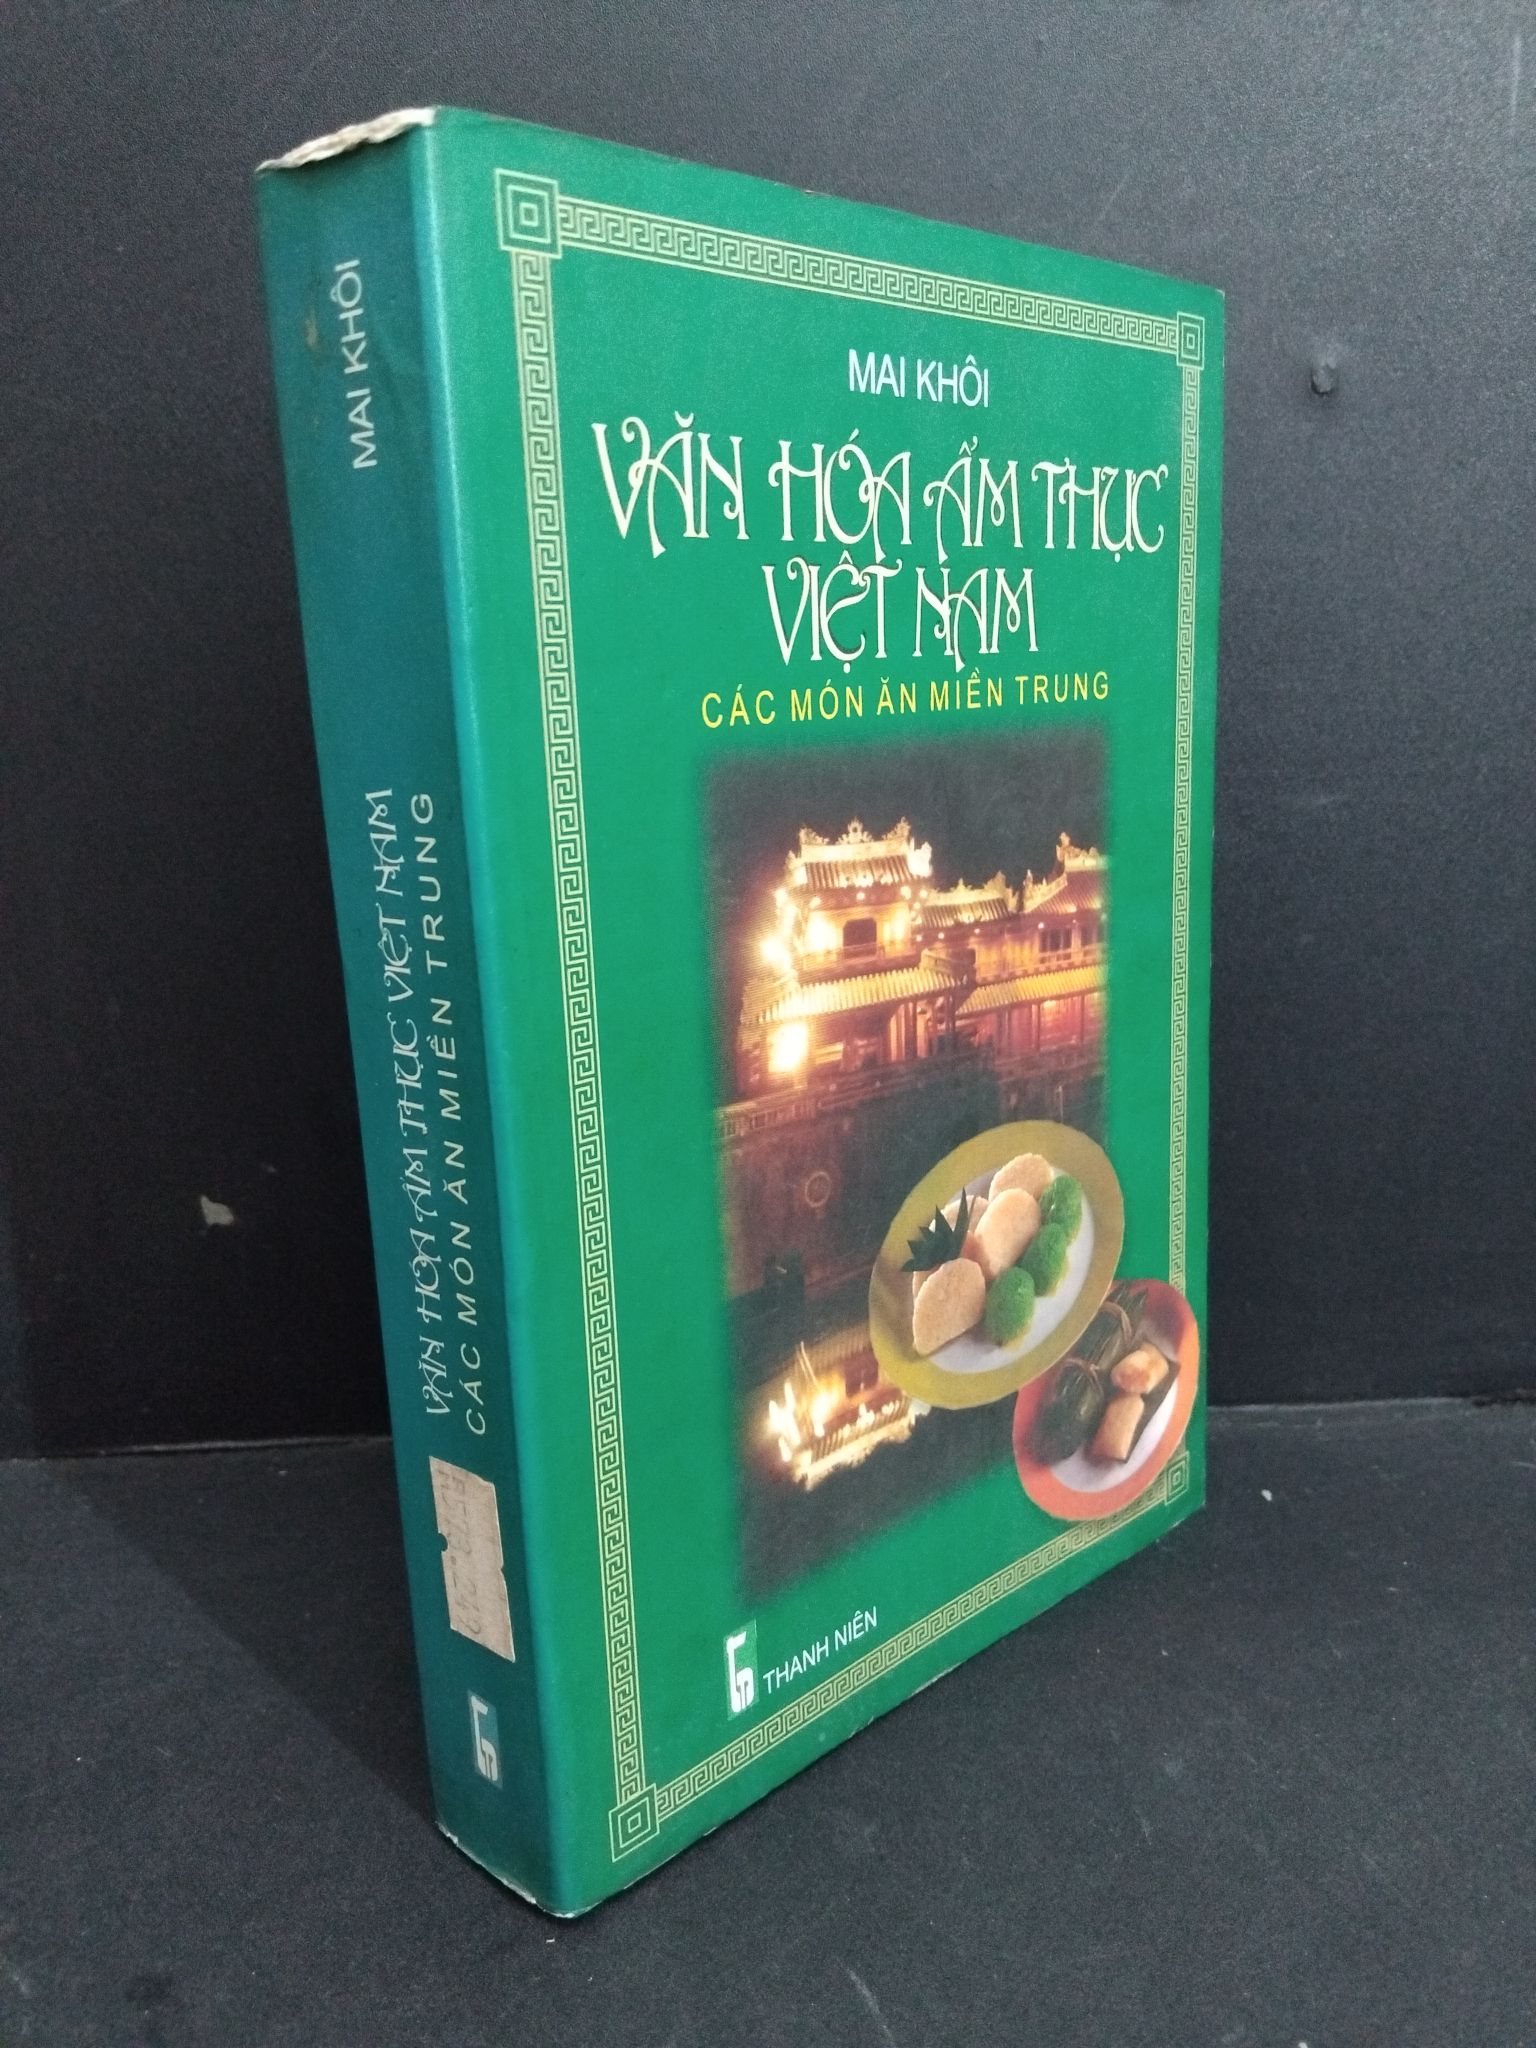 MAI KHÔI
VĂN HÓA ẨM THỰC VIỆT NAM
CÁC MÓN ĂN MIỀN TRUNG
MAI KHÔI
VĂN HÓA ẨM THỰC
VIỆT NAM
CÁC MÓN ĂN MIỀN TRUNG
THANH NIÊN